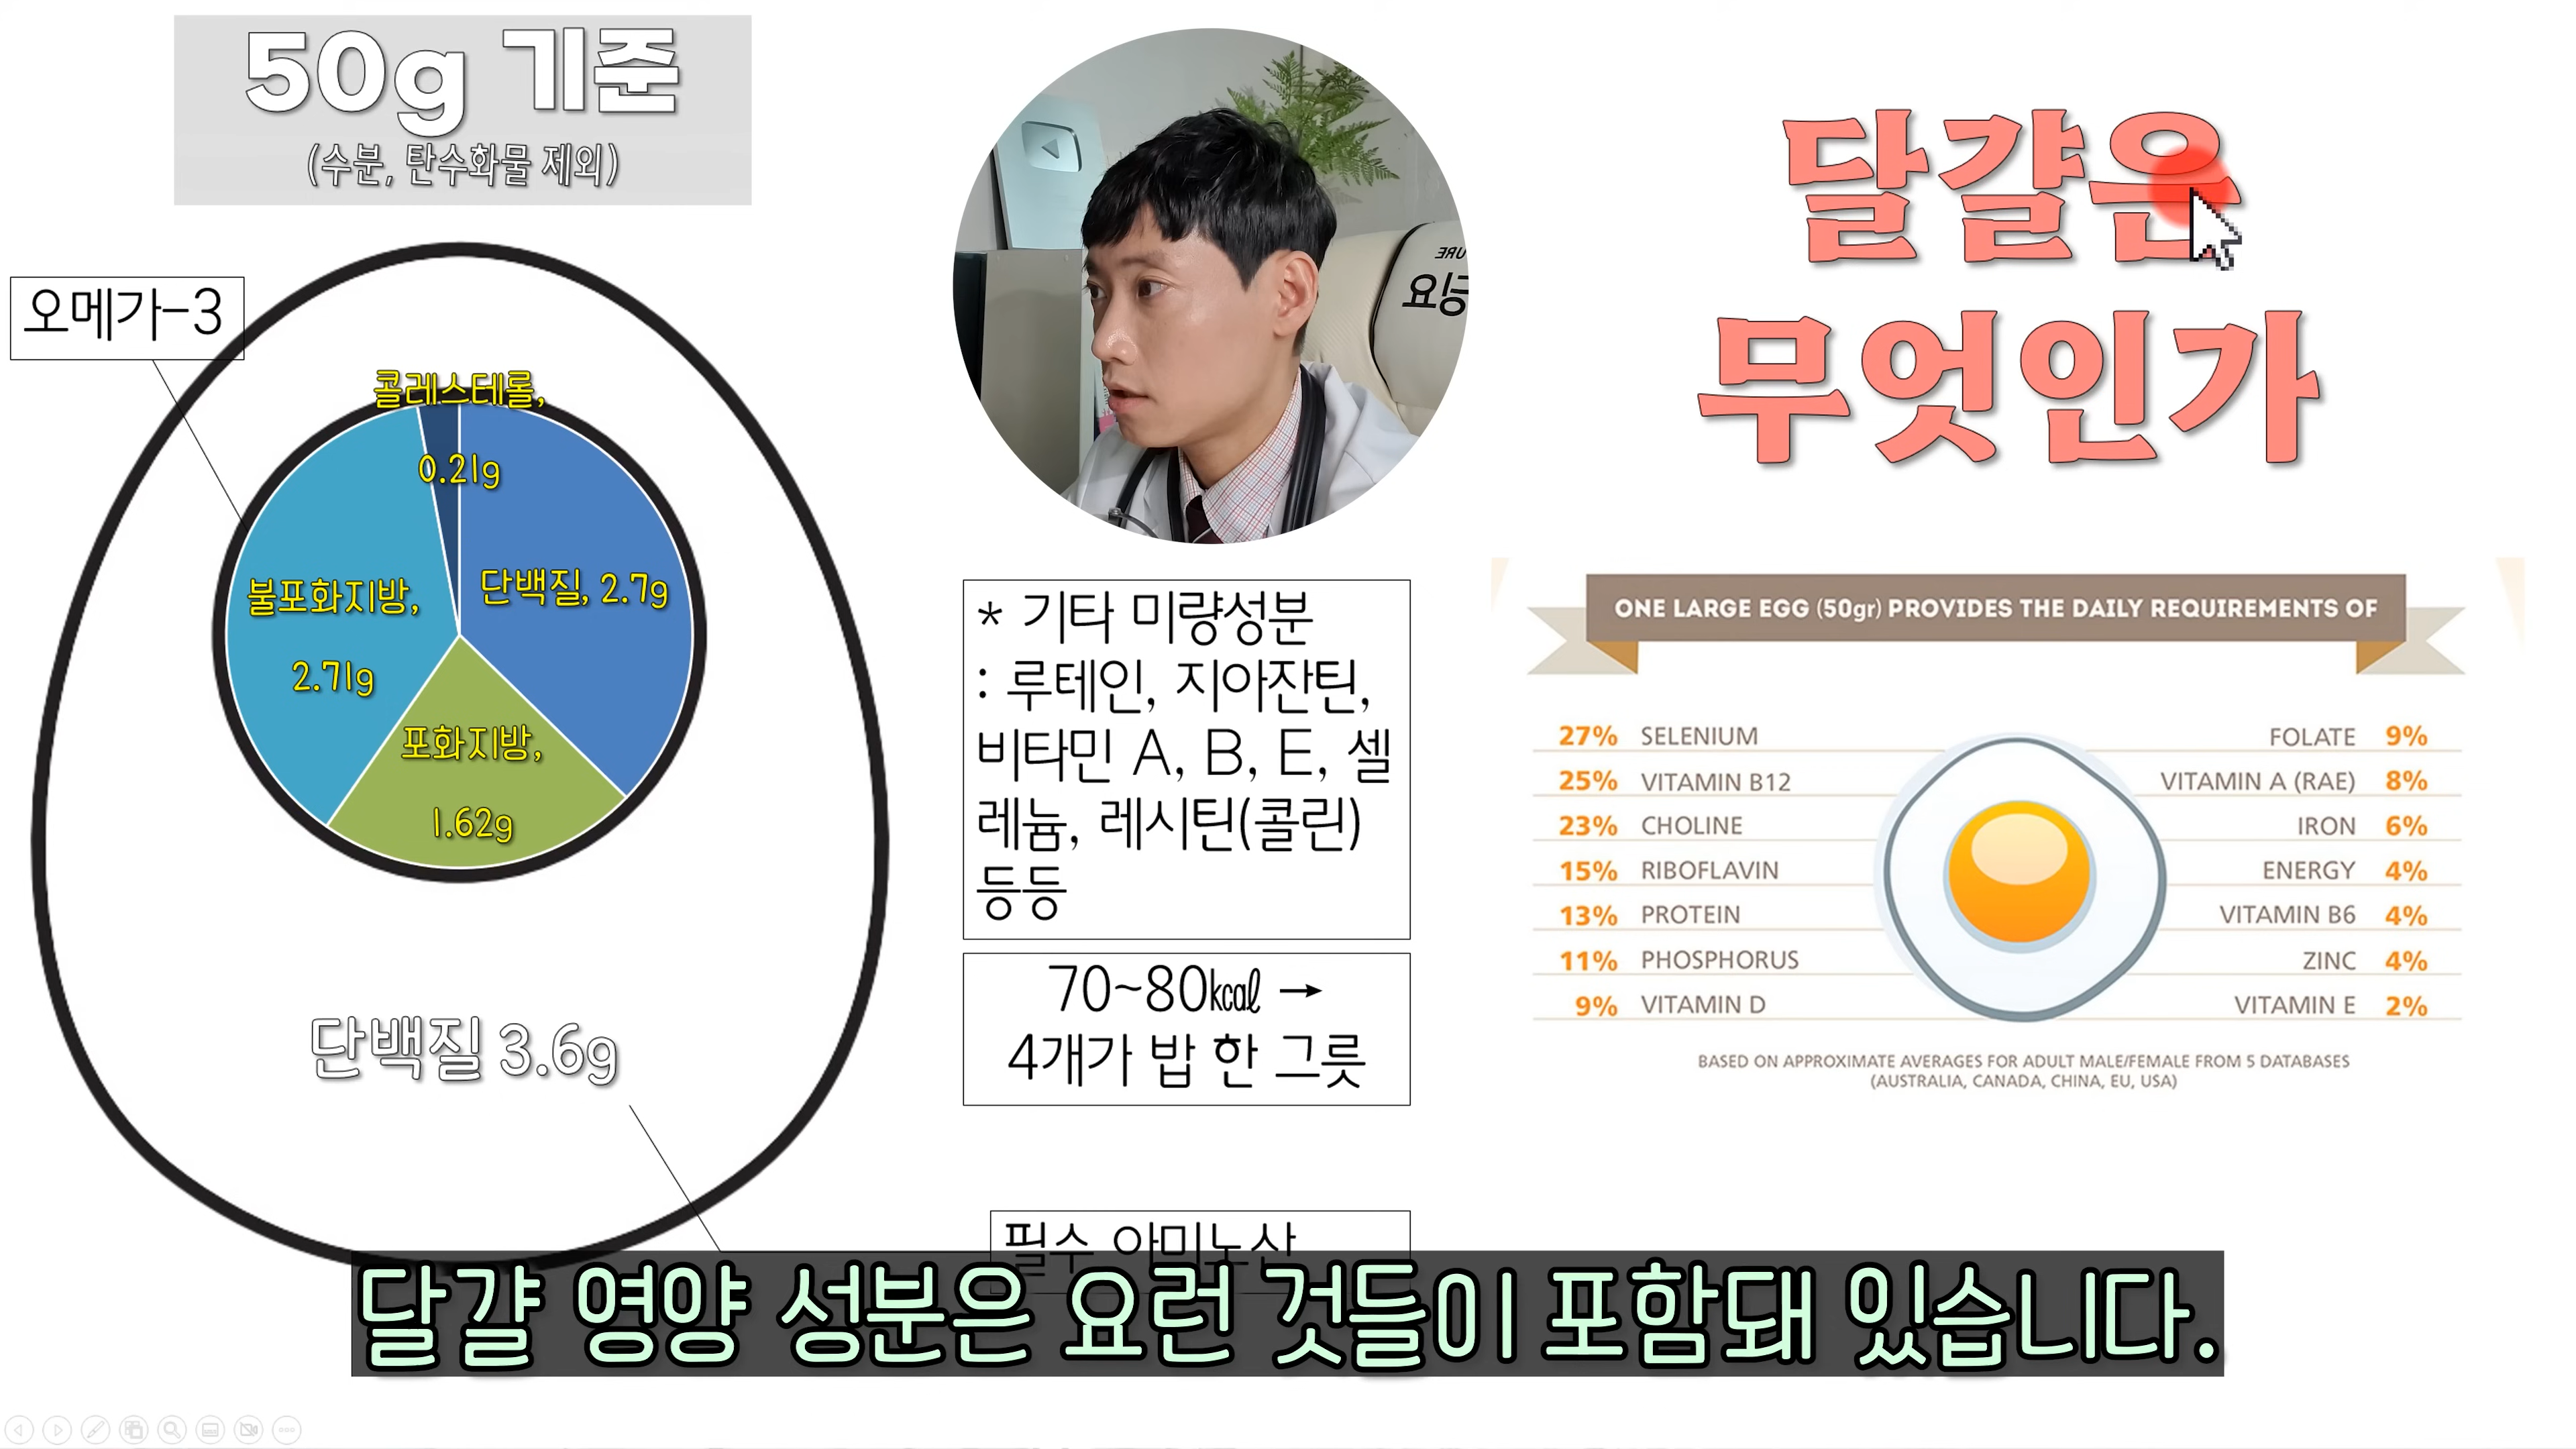 50g 기준
(수분, 탄수화물 제외)
오메가-3
콜레스테롤,
0.21g
불포화지방,
2.71g
단백질, 2.7g
포화지방,
1.62g
단백질 3.6g
* 기타 미량성분
: 루테인, 지아잔틴,
비타민 A, B, E, 셀
레늄, 레시틴(콜린)
등등
70~80㎉ →
4개가 밥 한 그릇
필수 아미노산
달걀은
무엇인가
ONE LARGE EGG (50gr) PROVIDES THE DAILY REQUIREMENTS OF
27% SELENIUM
25% VITAMIN B12
23% CHOLINE
15% RIBOFLAVIN
13% PROTEIN
11% PHOSPHORUS
9% VITAMIN D
FOLATE 9%
VITAMIN A (RAE) 8%
IRON 6%
ENERGY 4%
VITAMIN B6 4%
ZINC 4%
VITAMIN E 2%
BASED ON APPROXIMATE AVERAGES FOR ADULT MALE/FEMALE FROM 5 DATABASES
(AUSTRALIA, CANADA, CHINA, EU, USA)
달걀 영양 성분은 요런 것들이 포함돼 있습니다.